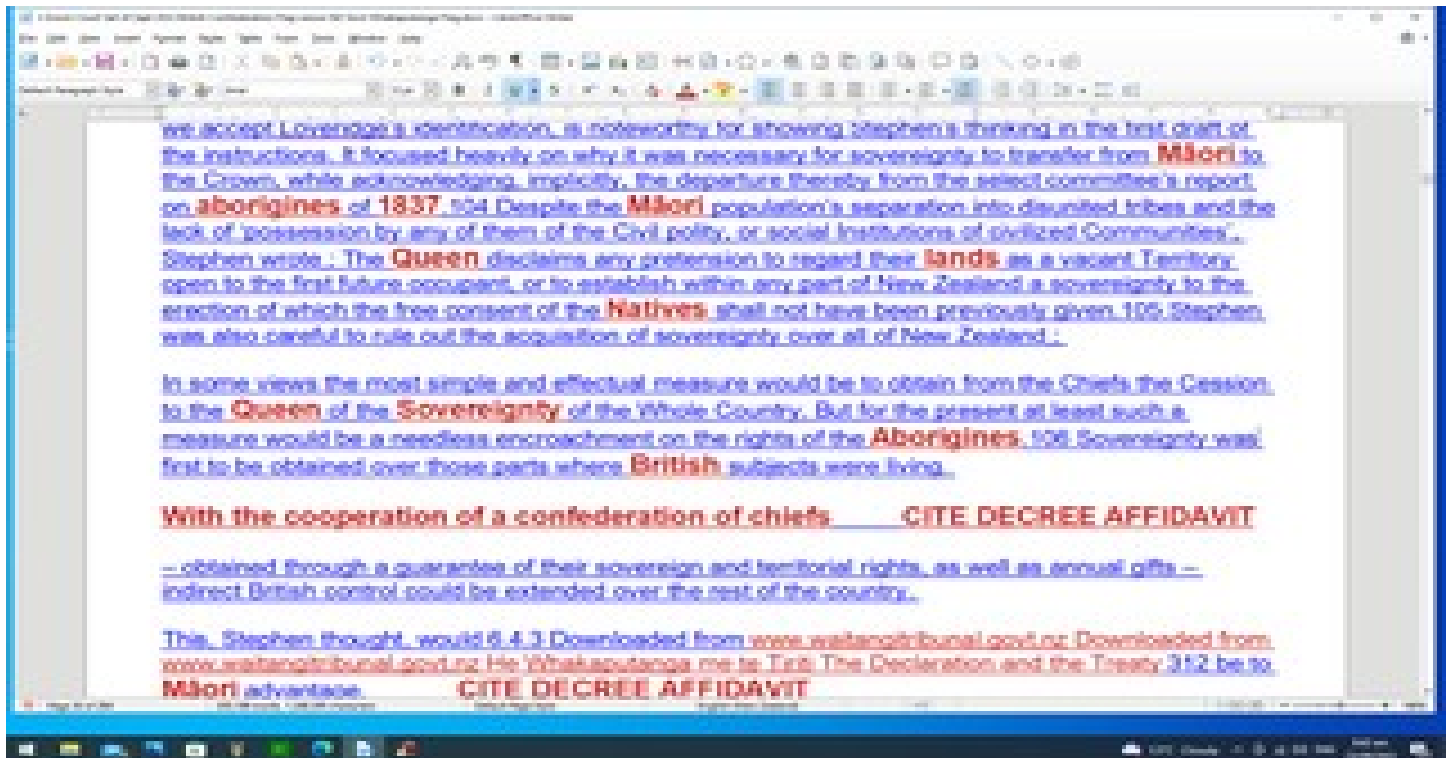 File Edit View Insert Format Styles Table Form Tools Window Help
we accept Loveridge's identification, is noteworthy for showing Stephen's thinking in the first draft of
the instructions. It focused heavily on why it was necessary for sovereignty to transfer from Māori to
the Crown, while acknowledging, implicitly, the departure thereby from the select committee's report
on aborigines of 1837.104 Despite the Māori population's separation into disunited tribes and the
lack of 'possession by any of them of the Civil polity, or social Institutions of civilized Communities',
Stephen wrote : The Queen disclaims any pretension to regard their lands as a vacant Territory
open to the first future occupant, or to establish within any part of New Zealand a sovereignty to the
erection of which the free consent of the Natives shall not have been previously given.105 Stephen
was also careful to rule out the acquisition of sovereignty over all of New Zealand :
In some views the most simple and effectual measure would be to obtain from the Chiefs the Cession
to the Queen of the Sovereignty of the Whole Country. But for the present at least such a
measure would be a needless encroachment on the rights of the Aborigines.106 Sovereignty was
first to be obtained over those parts where British subjects were living.
With the cooperation of a confederation of chiefs CITE DECREE AFFIDAVIT
– obtained through a guarantee of their sovereign and territorial rights, as well as annual gifts –
indirect British control could be extended over the rest of the country.
This, Stephen thought, would 6.4.3 Downloaded from www.waitangitribunal.govt.nz Downloaded from
www.waitangitribunal.govt.nz He Whakaputanga me te Tiriti The Declaration and the Treaty 312 be to
Māori advantage. CITE DECREE AFFIDAVIT